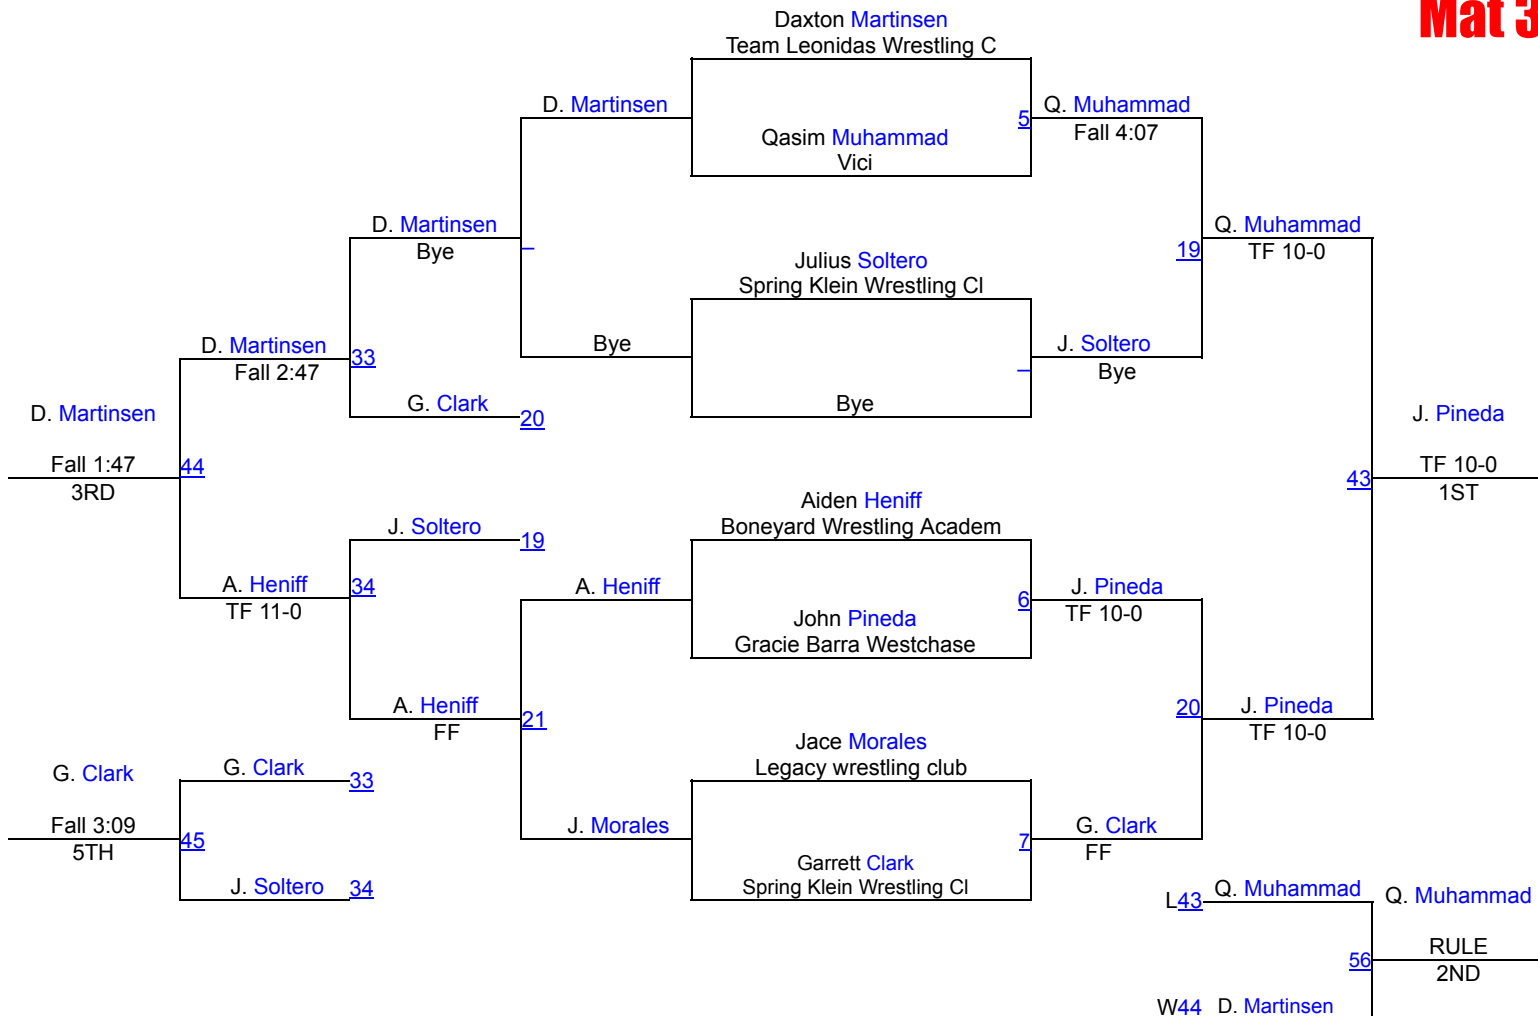 Mat 3
Daxton Martinsen
Team Leonidas Wrestling C
D. Martinsen
5
Q. Muhammad
Fall 4:07
Qasim Muhammad
Vici
D. Martinsen
Bye
–
Q. Muhammad
TF 10-0
19
Julius Soltero
Spring Klein Wrestling Cl
D. Martinsen
Fall 2:47
33
Bye
J. Soltero
Bye
–
Bye
G. Clark
20
D. Martinsen
Fall 1:47
3RD
44
J. Pineda
TF 10-0
1ST
43
Aiden Heniff
Boneyard Wrestling Academ
J. Soltero
19
A. Heniff
TF 11-0
34
A. Heniff
6
J. Pineda
TF 10-0
John Pineda
Gracie Barra Westchase
A. Heniff
FF
21
20
J. Pineda
TF 10-0
Jace Morales
Legacy wrestling club
G. Clark
Fall 3:09
5TH
45
G. Clark
33
J. Morales
7
G. Clark
FF
Garrett Clark
Spring Klein Wrestling Cl
J. Soltero
34
L43
Q. Muhammad
Q. Muhammad
RULE
2ND
56
W44
D. Martinsen